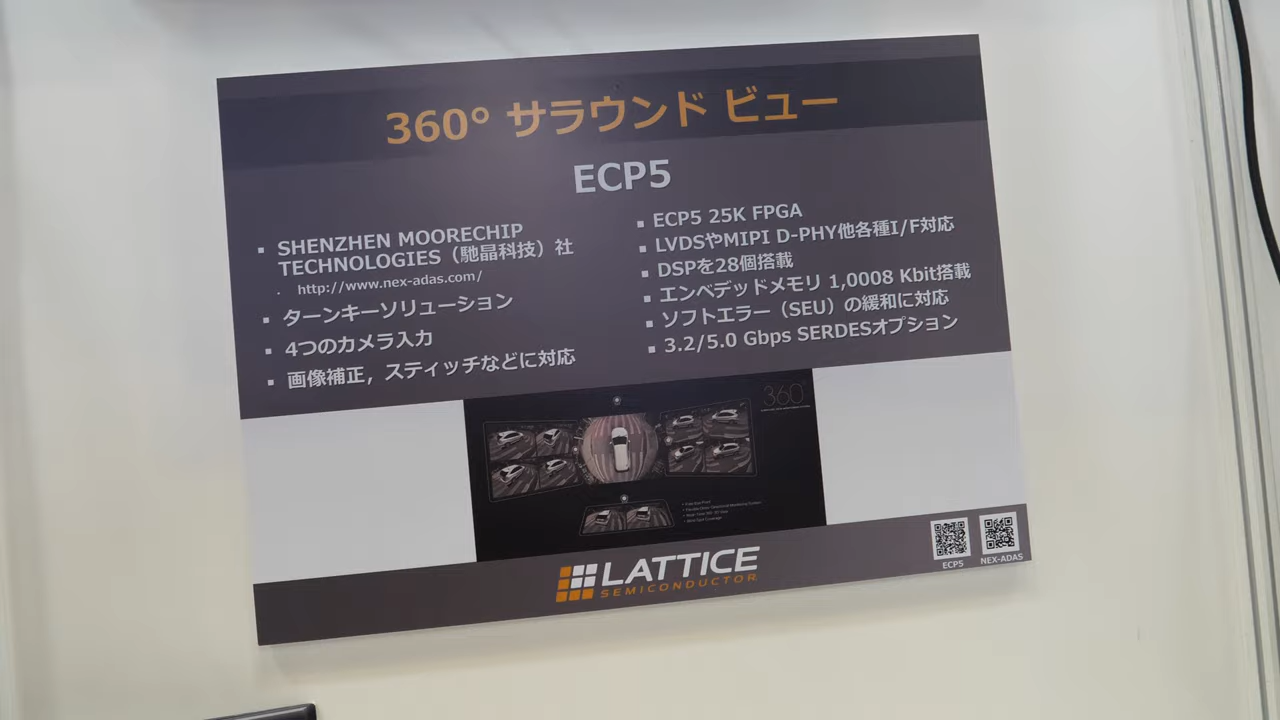 360° サラウンド ビュー
ECP5
▪ SHENZHEN MOORECHIP
TECHNOLOGIES（馳晶科技）社
. http://www.nex-adas.com/
▪ ターンキーソリューション
▪ 4つのカメラ入力
▪ 画像補正，スティッチなどに対応
▪ ECP5 25K FPGA
▪ LVDSやMIPI D-PHY他各種I/F対応
▪ DSPを28個搭載
▪ エンベデッドメモリ 1,0008 Kbit搭載
▪ ソフトエラー（SEU）の緩和に対応
▪ 3.2/5.0 Gbps SERDESオプション
360°
LATTICE
SEMICONDUCTOR
ECP5
NEX-ADAS